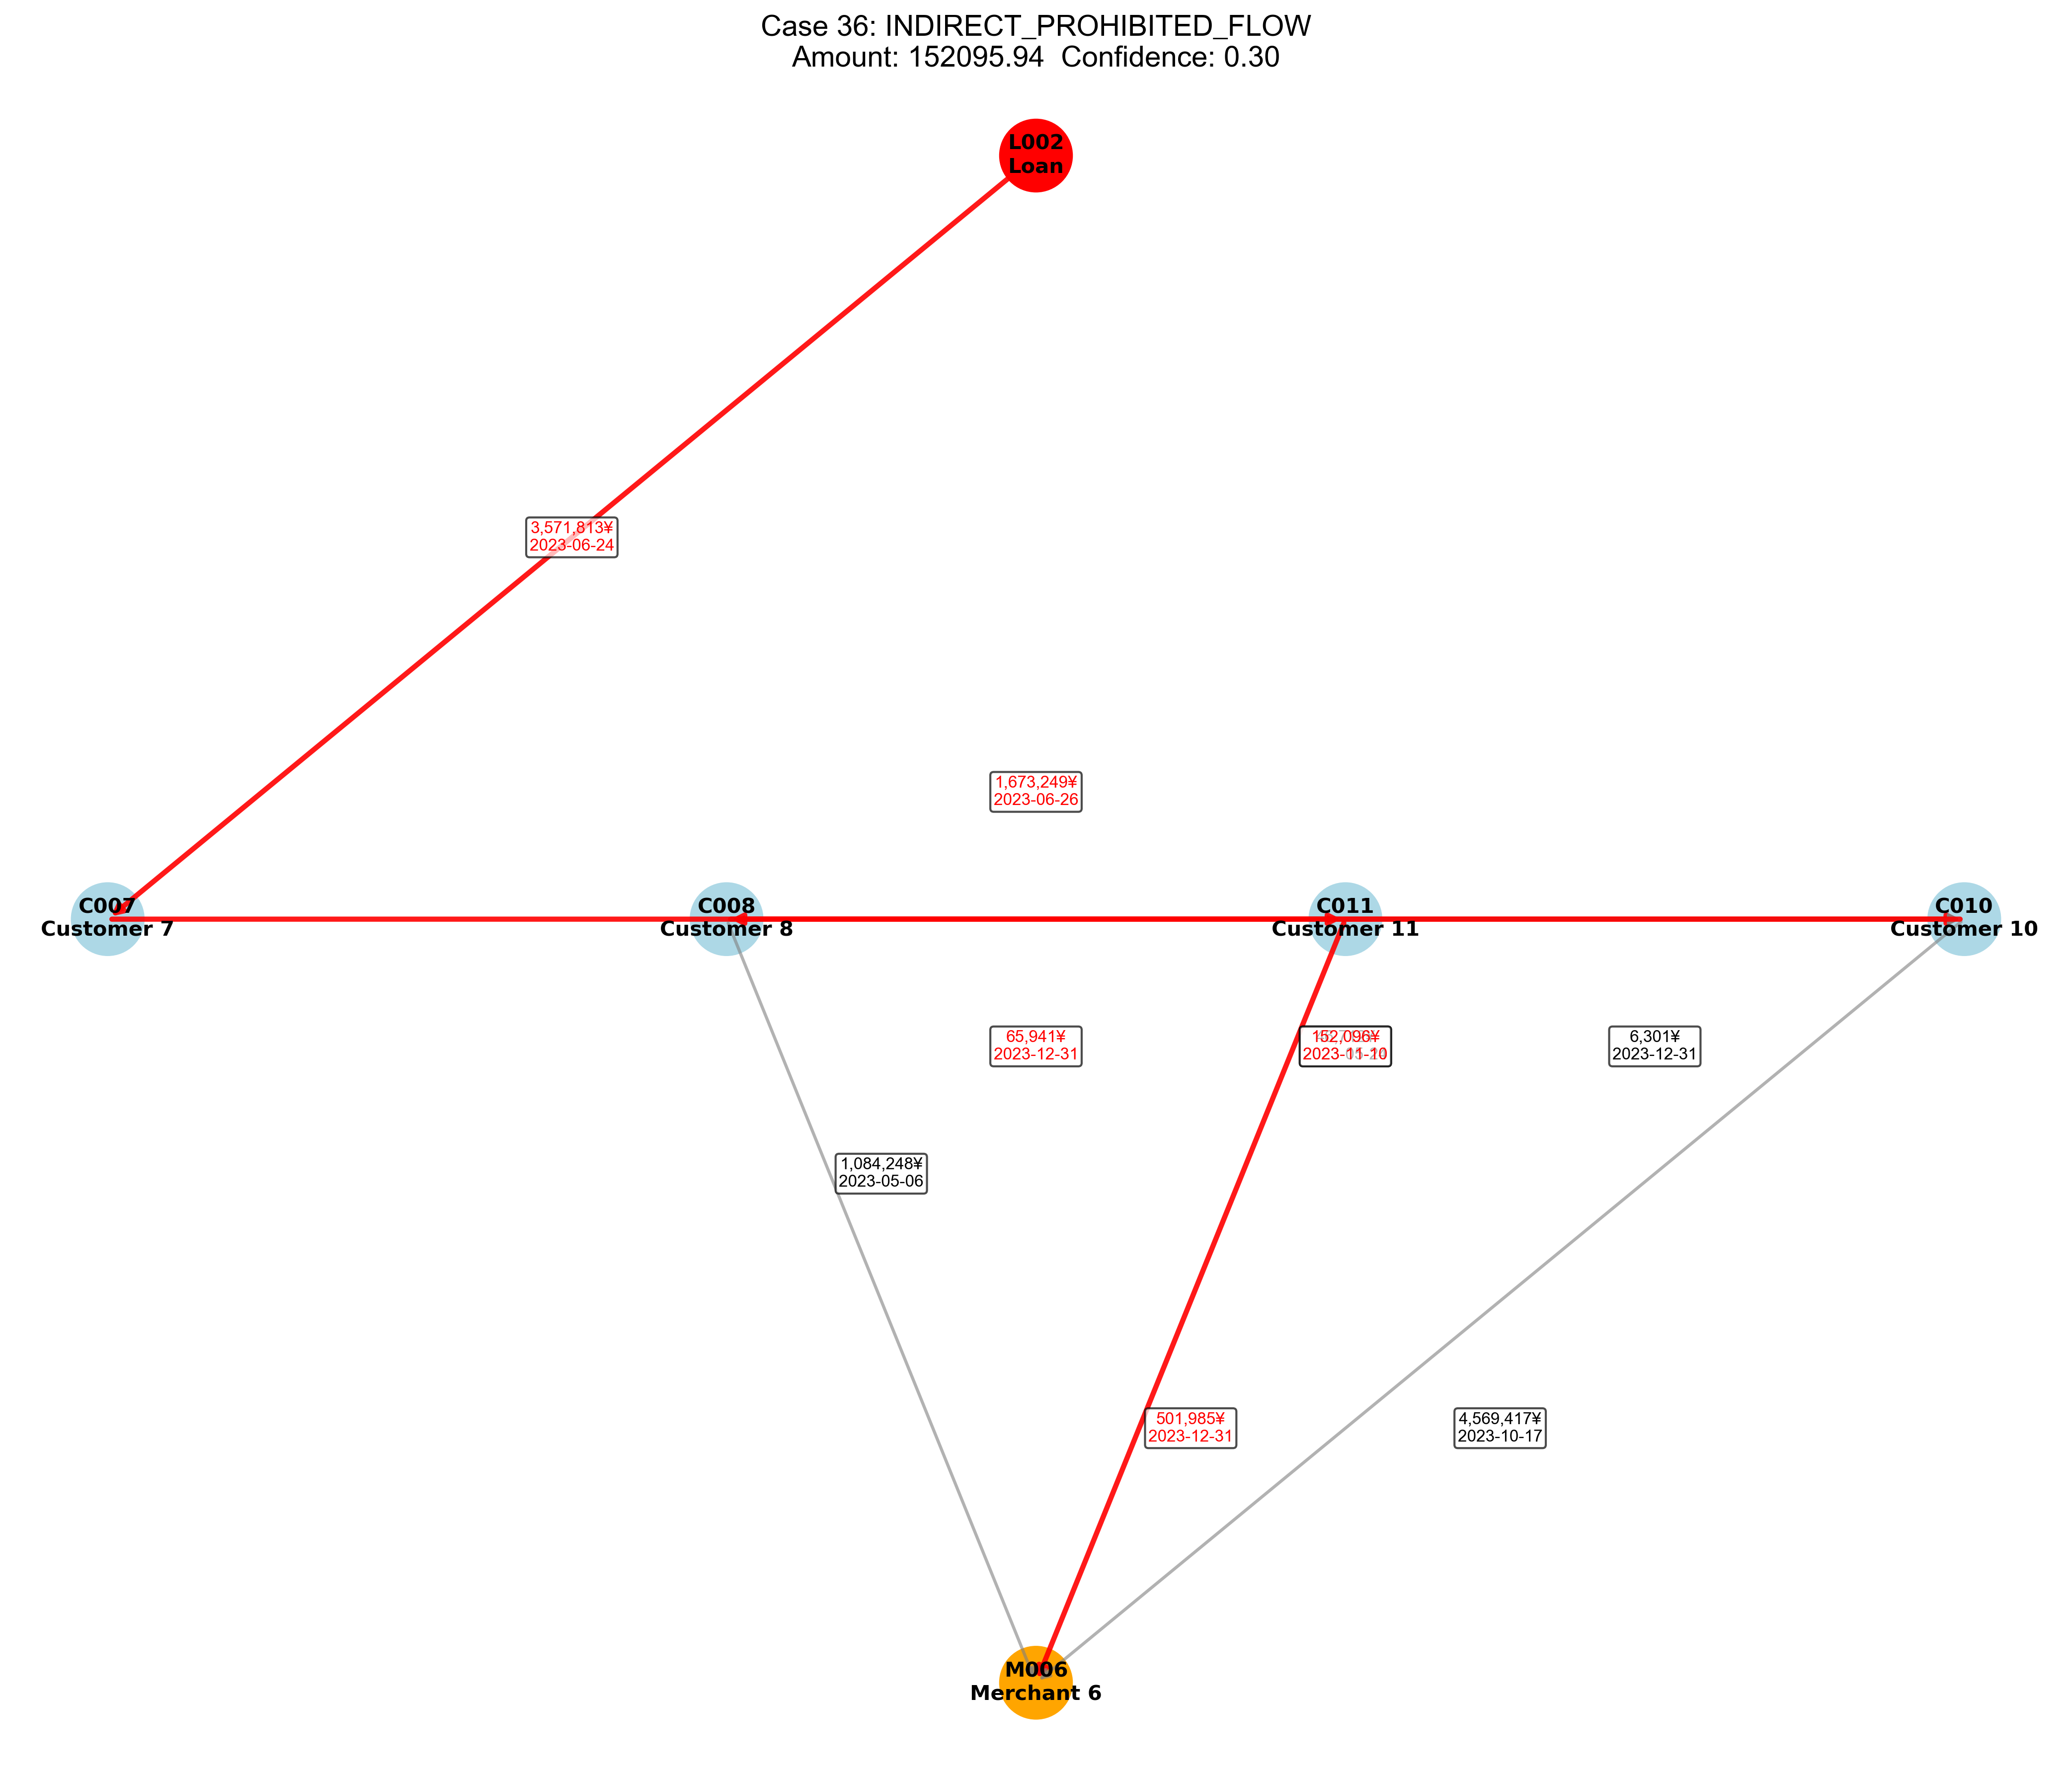 Case 36: INDIRECT_PROHIBITED_FLOW
Amount: 152095.94  Confidence: 0.30
L002
Loan
3,571,813¥
2023-06-24
1,673,249¥
2023-06-26
C007
Customer 7
C008
Customer 8
C011
Customer 11
C010
Customer 10
65,941¥
2023-12-31
152,096¥
6,301¥
2023-12-31
1,084,248¥
2023-05-06
501,985¥
2023-12-31
4,569,417¥
2023-10-17
M006
Merchant 6